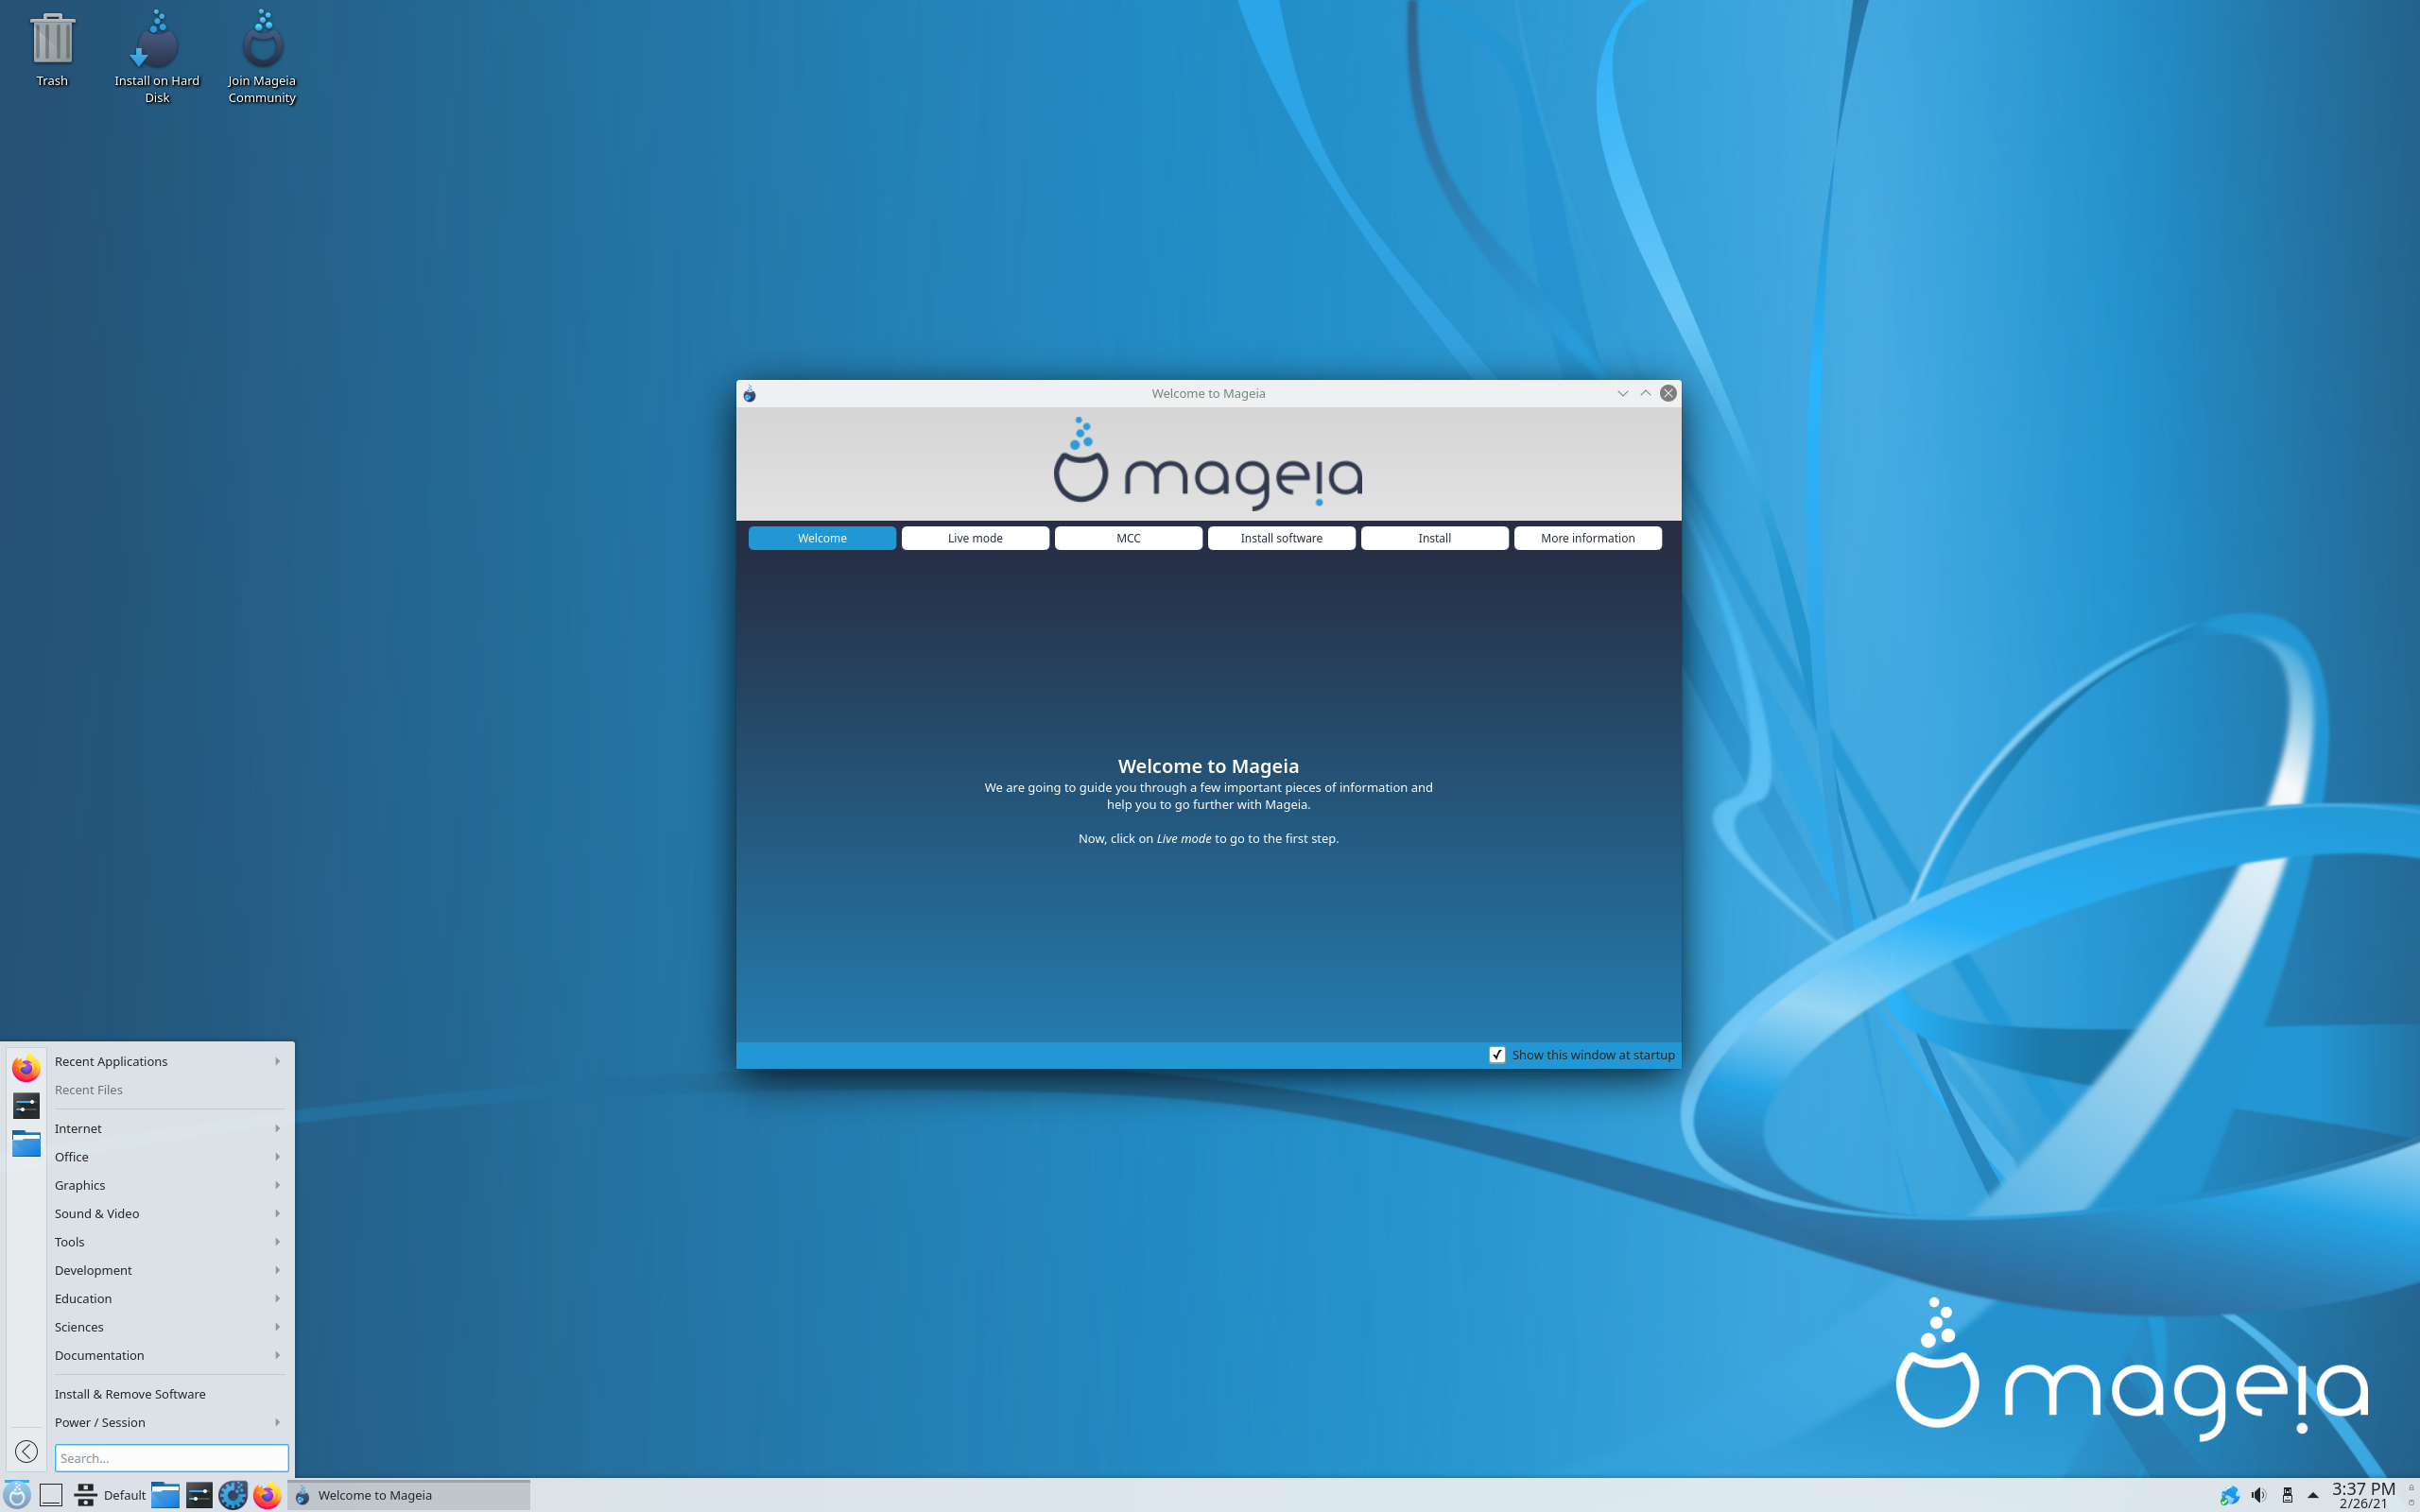 Trash
Install on Hard
Disk
Join Mageia
Community
Welcome to Mageia
mageia
Welcome
Live mode
MCC
Install software
Install
More information
Welcome to Mageia
We are going to guide you through a few important pieces of information and
help you to go further with Mageia.
Now, click on Live mode to go to the first step.
Show this window at startup
Recent Applications
Recent Files
Internet
Office
Graphics
Sound & Video
Tools
Development
Education
Sciences
Documentation
Install & Remove Software
Power / Session
Search...
mageia
Default
Welcome to Mageia
3:37 PM
2/26/21